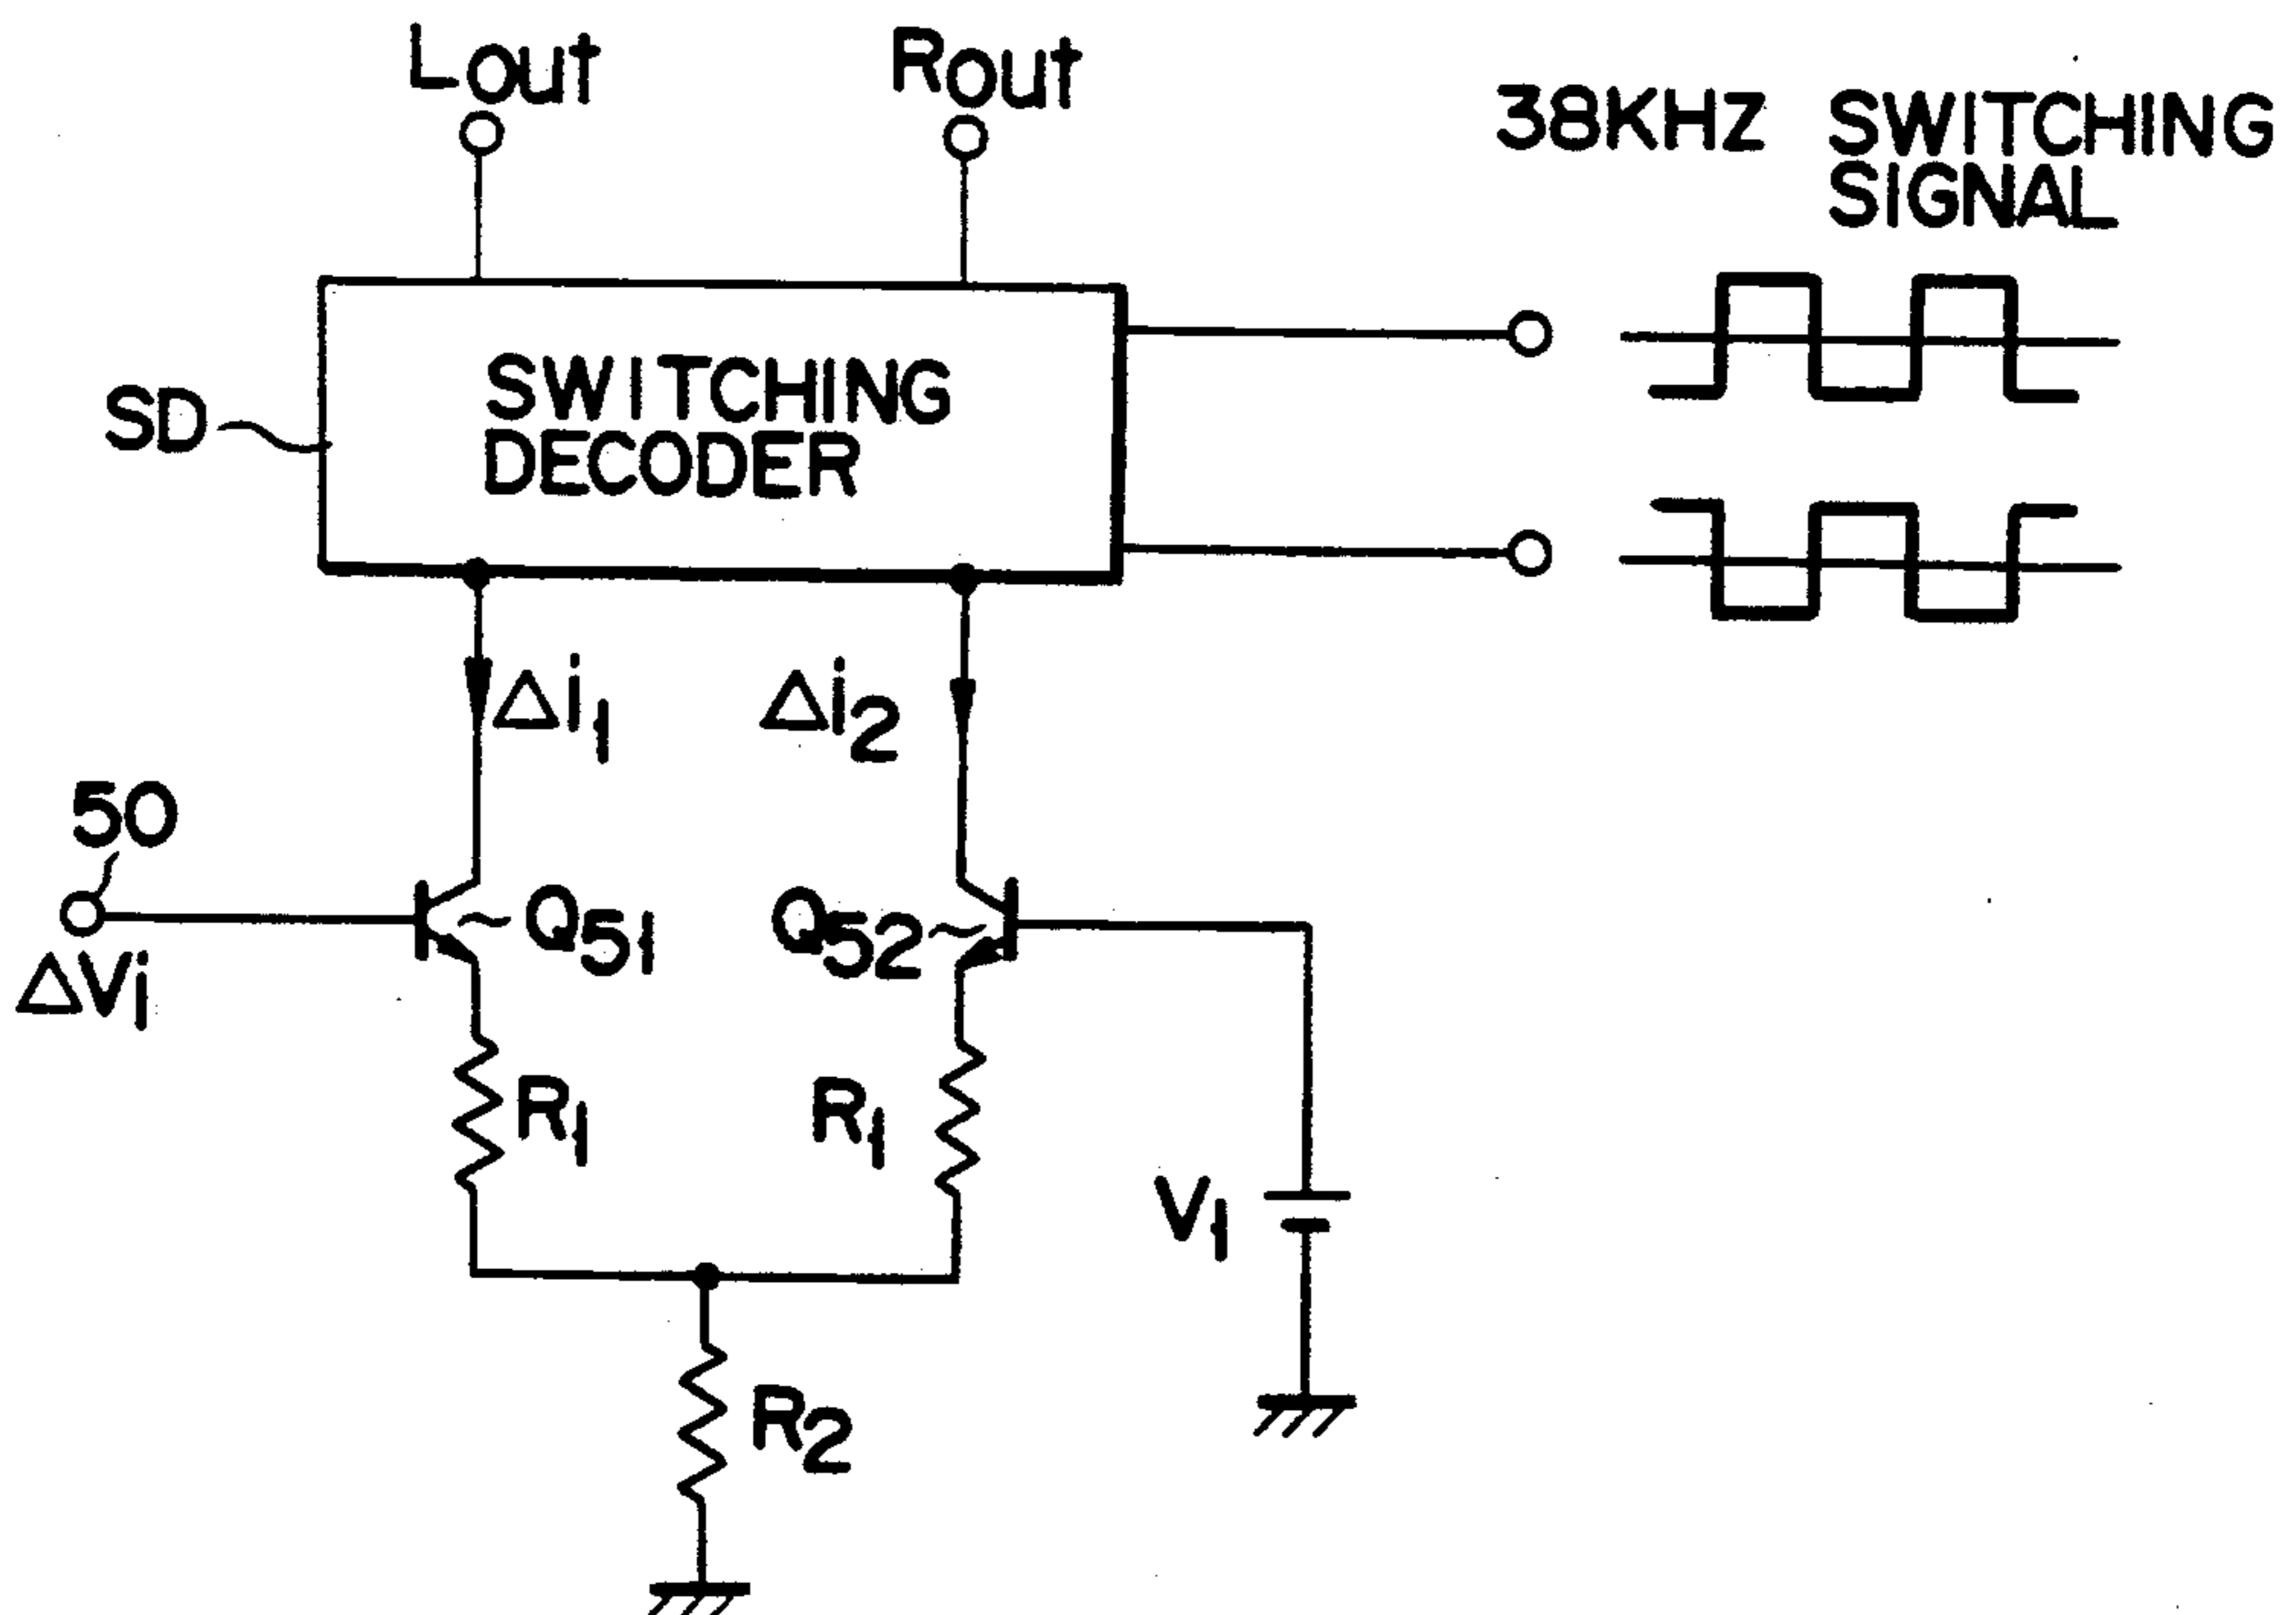 Lout
Rout
38KHZ SWITCHING
SIGNAL
SWITCHING
DECODER
SD
Δi1
Δi2
50
ΔVi
Q51
Q52
R1
R1
V1
R2